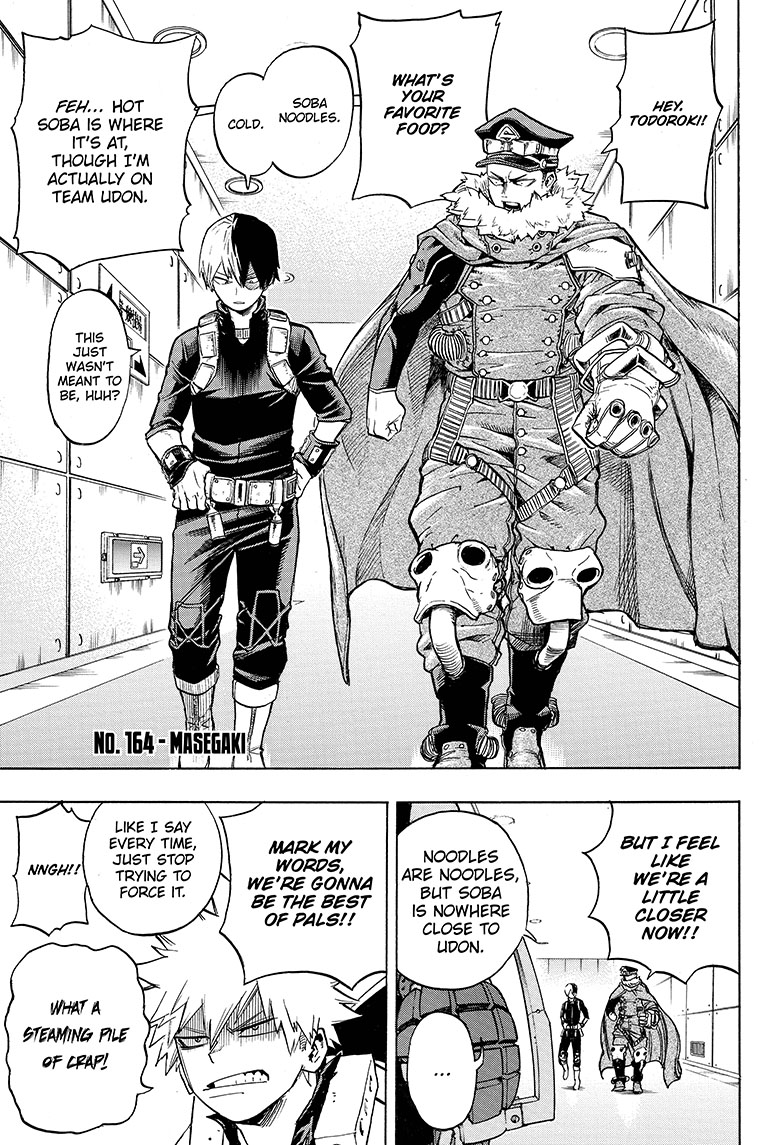 HEY.
TODOROKI!!
WHAT'S
YOUR
FAVORITE
FOOD?
SOBA
NOODLES.
COLD.
FEH... HOT
SOBA IS WHERE
IT'S AT,
THOUGH I'M
ACTUALLY ON
TEAM UDON.
THIS
JUST
WASN'T
MEANT TO
BE, HUH?
No. 164 - MASEGAKI
BUT I FEEL
LIKE
WE'RE A
LITTLE
CLOSER
NOW!!
NOODLES
ARE NOODLES,
BUT SOBA
IS NOWHERE
CLOSE TO
UDON.
...
MARK MY
WORDS,
WE'RE GONNA
BE THE BEST
OF PALS!!
LIKE I SAY
EVERY TIME,
JUST STOP
TRYING TO
FORCE IT.
NNGH!!
WHAT A
STEAMING PILE
OF CRAP!